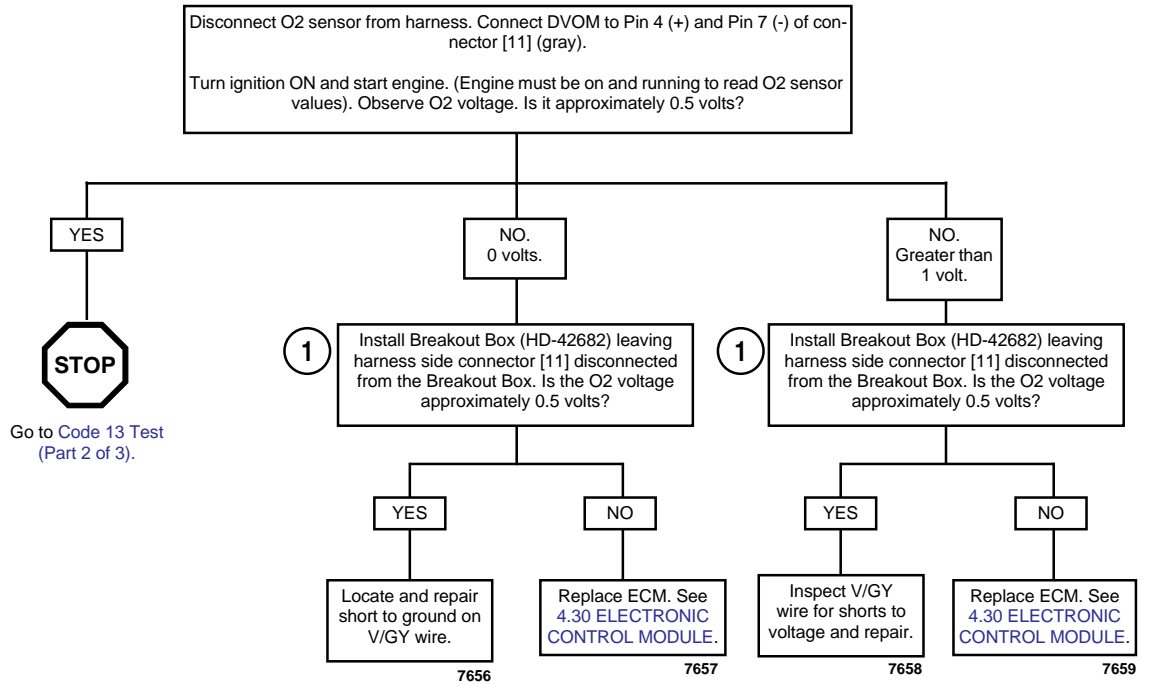 Disconnect O2 sensor from harness. Connect DVOM to Pin 4 (+) and Pin 7 (-) of con-
nector [11] (gray).
Turn ignition ON and start engine. (Engine must be on and running to read O2 sensor
values). Observe O2 voltage. Is it approximately 0.5 volts?
YES
STOP
Go to Code 13 Test
(Part 2 of 3).
NO.
0 volts.
1
Install Breakout Box (HD-42682) leaving
harness side connector [11] disconnected
from the Breakout Box. Is the O2 voltage
approximately 0.5 volts?
YES
Locate and repair
short to ground on
V/GY wire.
7656
NO
Replace ECM. See
4.30 ELECTRONIC
CONTROL MODULE.
7657
NO.
Greater than
1 volt.
1
Install Breakout Box (HD-42682) leaving
harness side connector [11] disconnected
from the Breakout Box. Is the O2 voltage
approximately 0.5 volts?
YES
Inspect V/GY
wire for shorts to
voltage and repair.
7658
NO
Replace ECM. See
4.30 ELECTRONIC
CONTROL MODULE.
7659